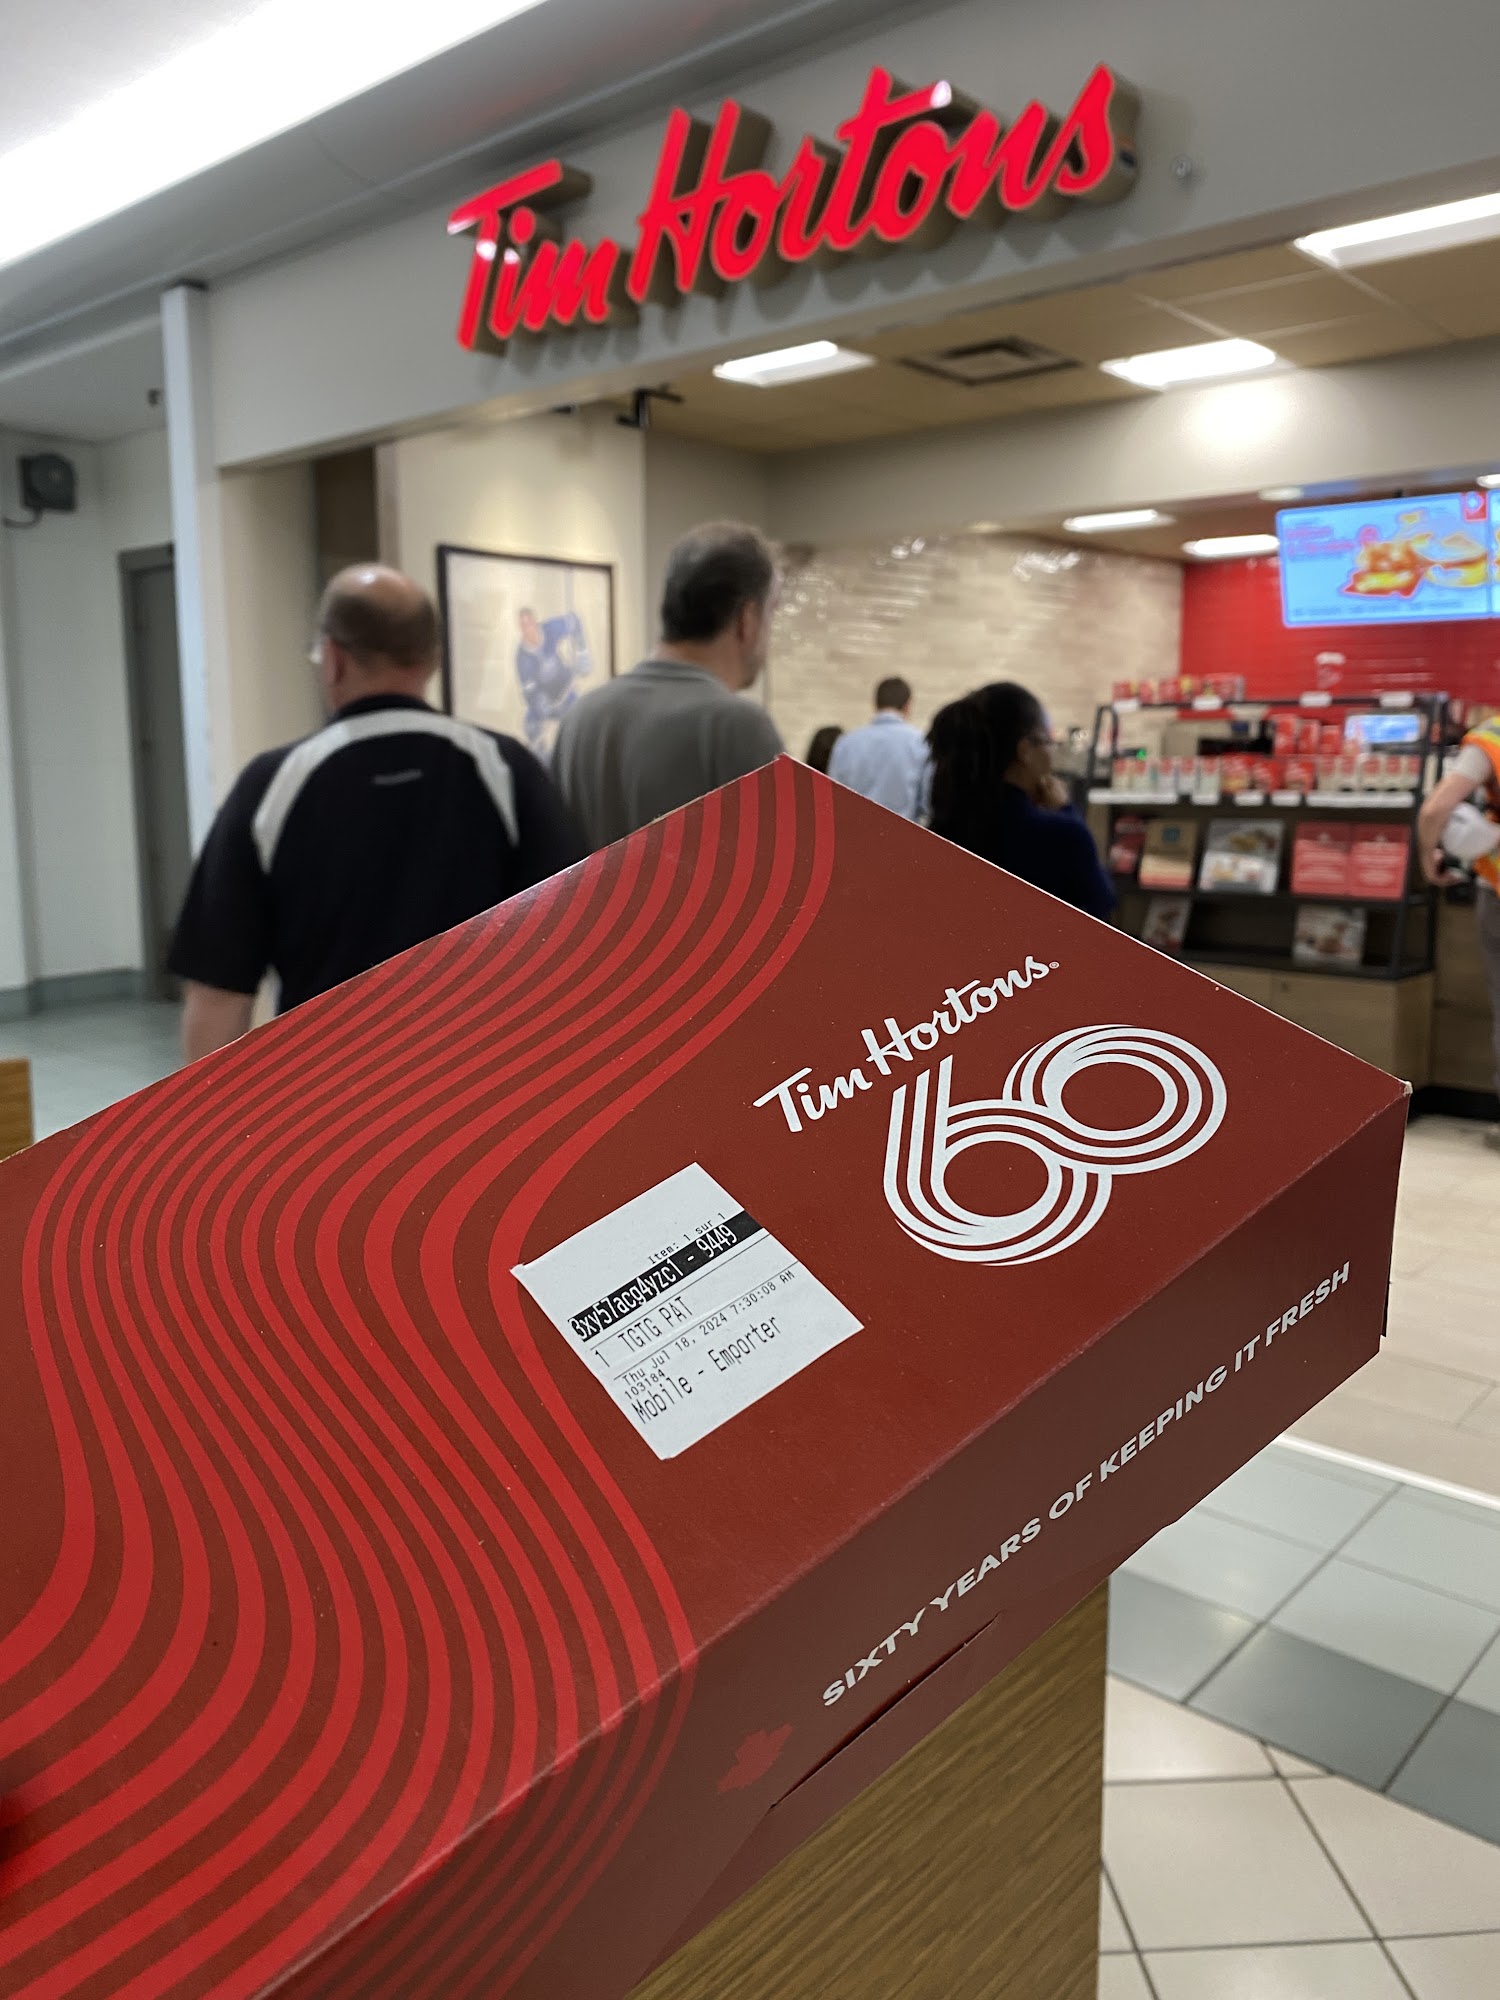 Tim Hortons
Tim Hortons®
60
Item: 1 sur 1
3xy57acg4yzc1 - 9449
1 TGTG PAT
Thu Jul 18, 2024 7:30:08 AM
103184
Mobile - Emporter
SIXTY YEARS OF KEEPING IT FRESH